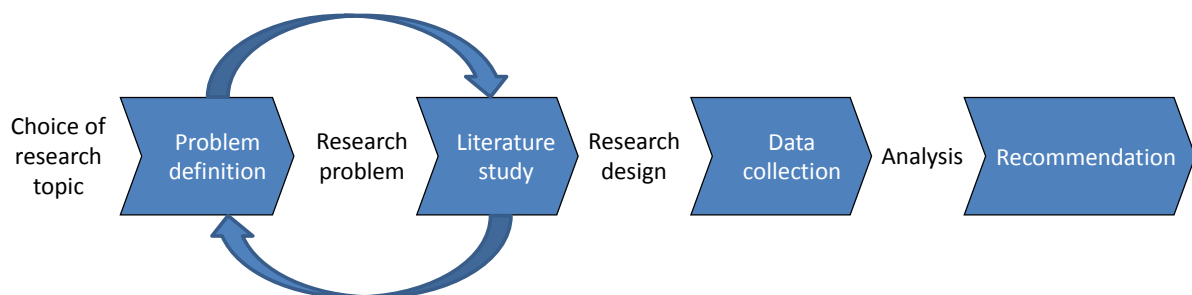 Choice of
research
topic
Problem
definition
Research
problem
Literature
study
Research
design
Data
collection
Analysis
Recommendation